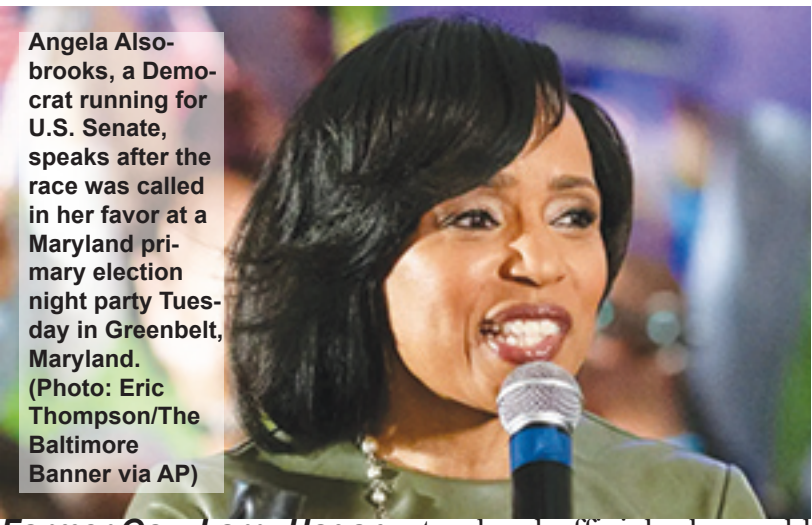 Angela Also-
brooks, a Demo-
crat running for
U.S. Senate,
speaks after the
race was called
in her favor at a
Maryland pri-
mary election
night party Tues-
day in Greenbelt,
Maryland.
(Photo: Eric
Thompson/The
Baltimore
Banner via AP)